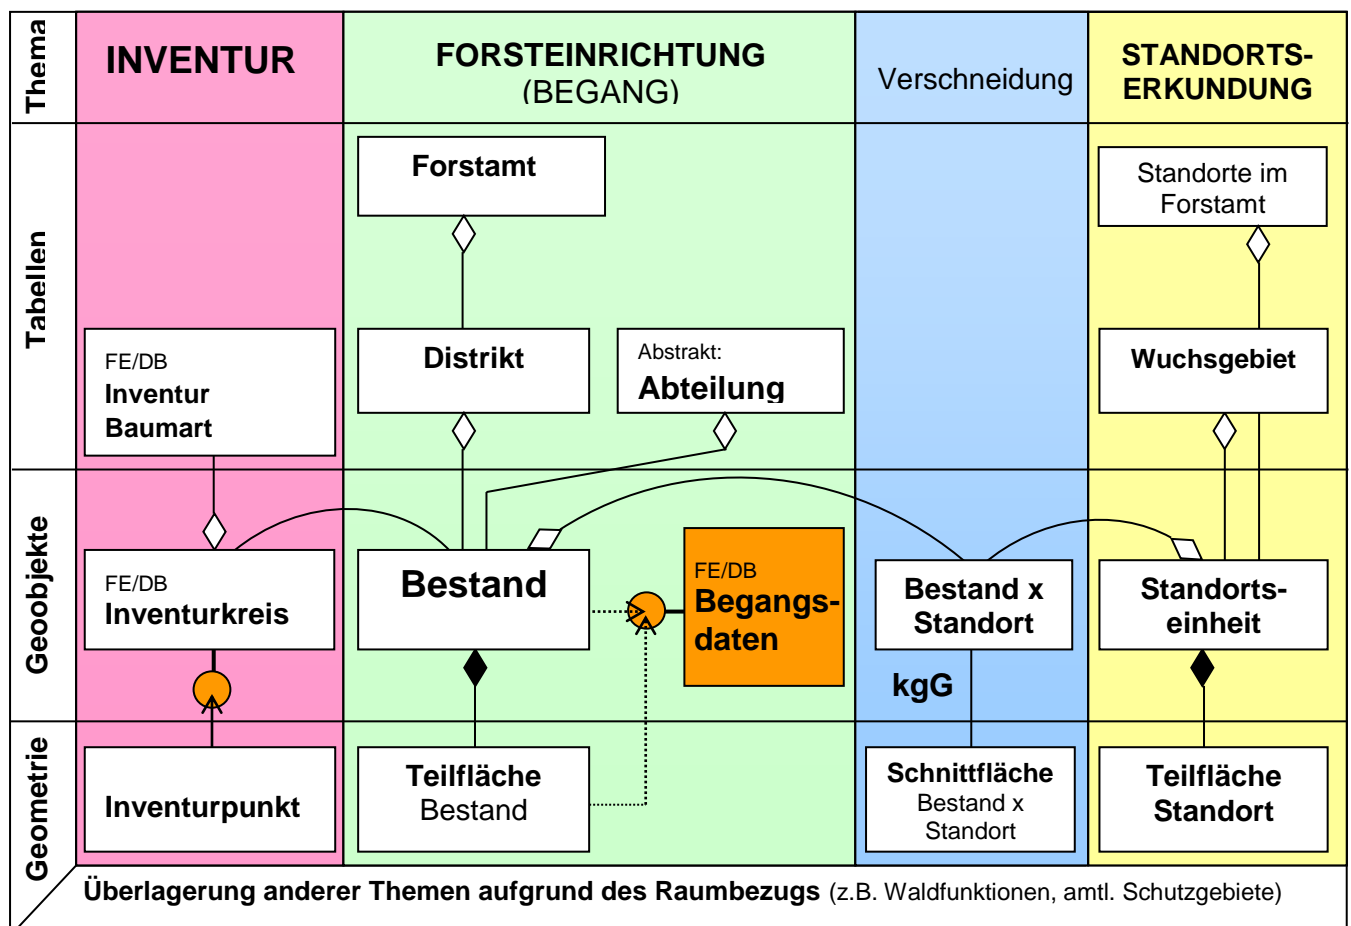 Thema
INVENTUR
FORSTEINRICHTUNG
(BEGANG)
Verschneidung
STANDORTS-
ERKUNDUNG
Tabellen
Forstamt
Standorte im
Forstamt
FE/DB
Inventur
Baumart
Distrikt
Abstrakt:
Abteilung
Wuchsgebiet
Geoobjekte
FE/DB
Inventurkreis
Bestand
FE/DB
Begangs-
daten
Bestand x
Standort
kgG
Standorts-
einheit
Geometrie
Inventurpunkt
Teilfläche
Bestand
Schnittfläche
Bestand x
Standort
Teilfläche
Standort
Überlagerung anderer Themen aufgrund des Raumbezugs (z.B. Waldfunktionen, amtl. Schutzgebiete)